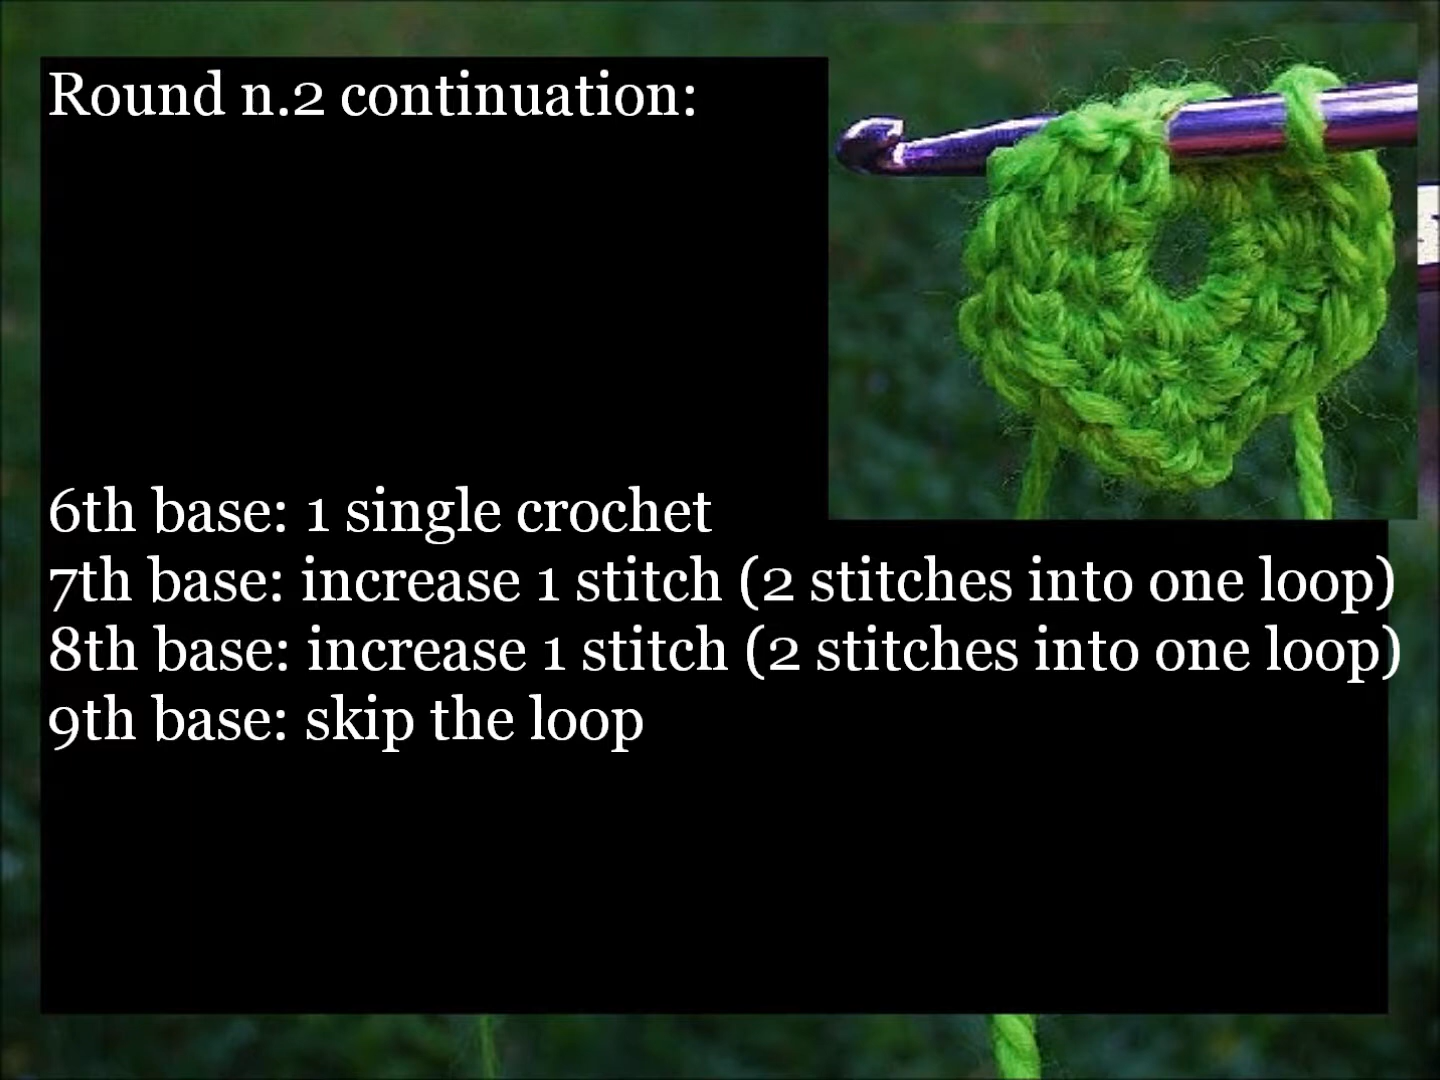 Round n.2 continuation:
6th base: 1 single crochet
7th base: increase 1 stitch (2 stitches into one loop)
8th base: increase 1 stitch (2 stitches into one loop)
9th base: skip the loop